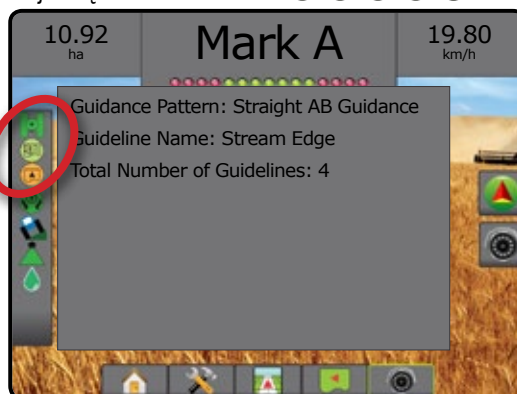 10.92
ha
Mark A
19.80
km/h
Guidance Pattern: Straight AB Guidance
Guideline Name: Stream Edge
Total Number of Guidelines: 4